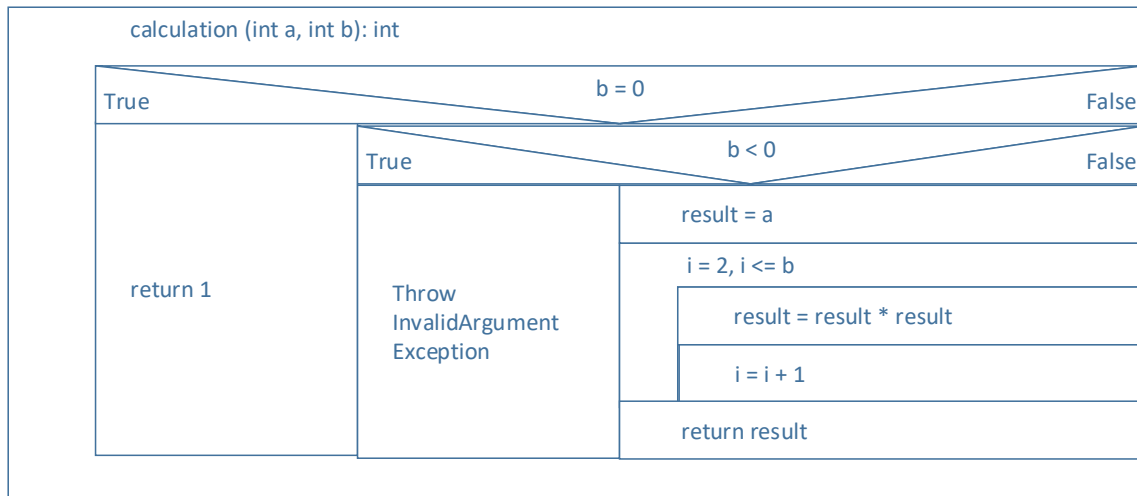 calculation (int a, int b): int
b = 0
True
False
b < 0
True
False
result = a
i = 2, i <= b
return 1
Throw
InvalidArgument
Exception
result = result * result
i = i + 1
return result